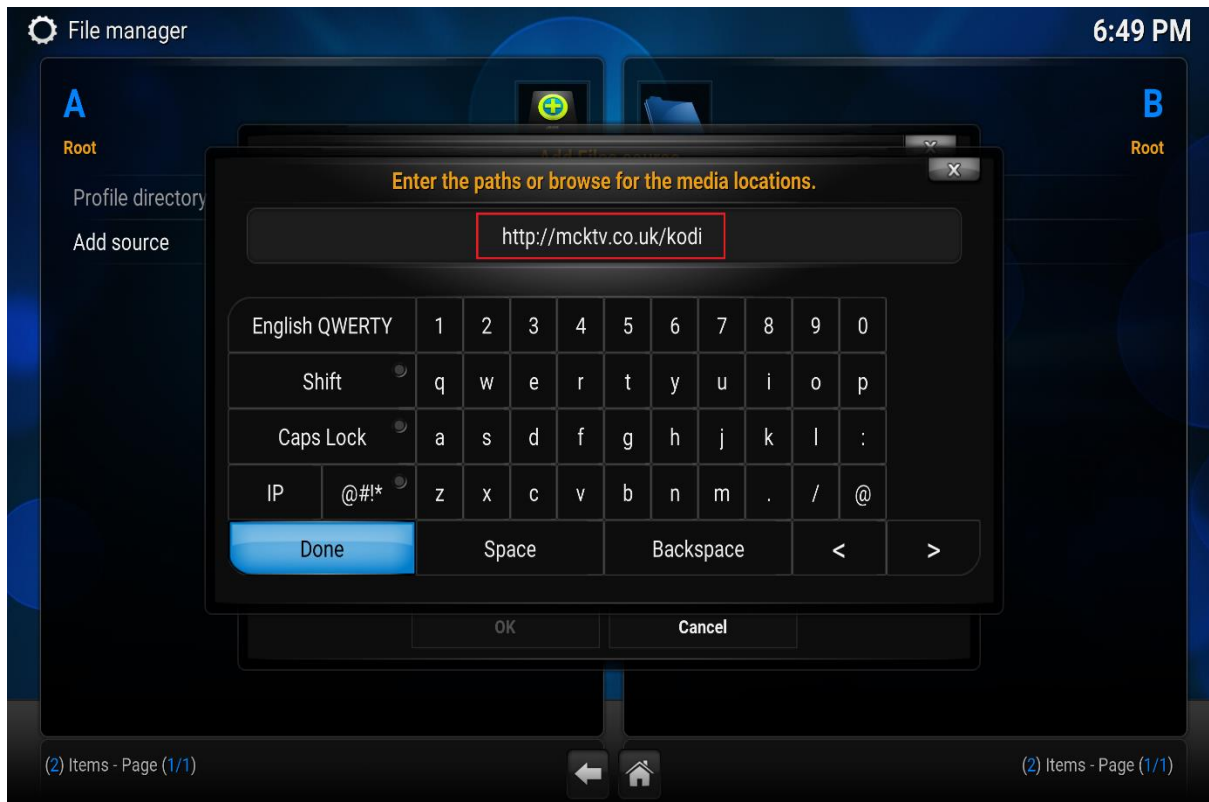 File manager
6:49 PM
A
B
Root
Root
Profile directory
Add source
x
Enter the paths or browse for the media locations.
x
http://mcktv.co.uk/kodi
English QWERTY 1 2 3 4 5 6 7 8 9 0
Shift q w e r t y u i o p
Caps Lock a s d f g h j k l :
IP @#!* z x c v b n m . / @
Done Space Backspace < >
OK Cancel
(2) Items - Page (1/1)
(2) Items - Page (1/1)